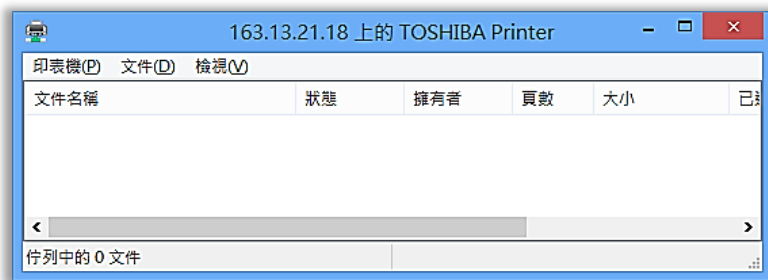 163.13.21.18 上的 TOSHIBA Printer
印表機(P) 文件(D) 檢視(V)
文件名稱 狀態 擁有者 頁數 大小
佇列中的 0 文件